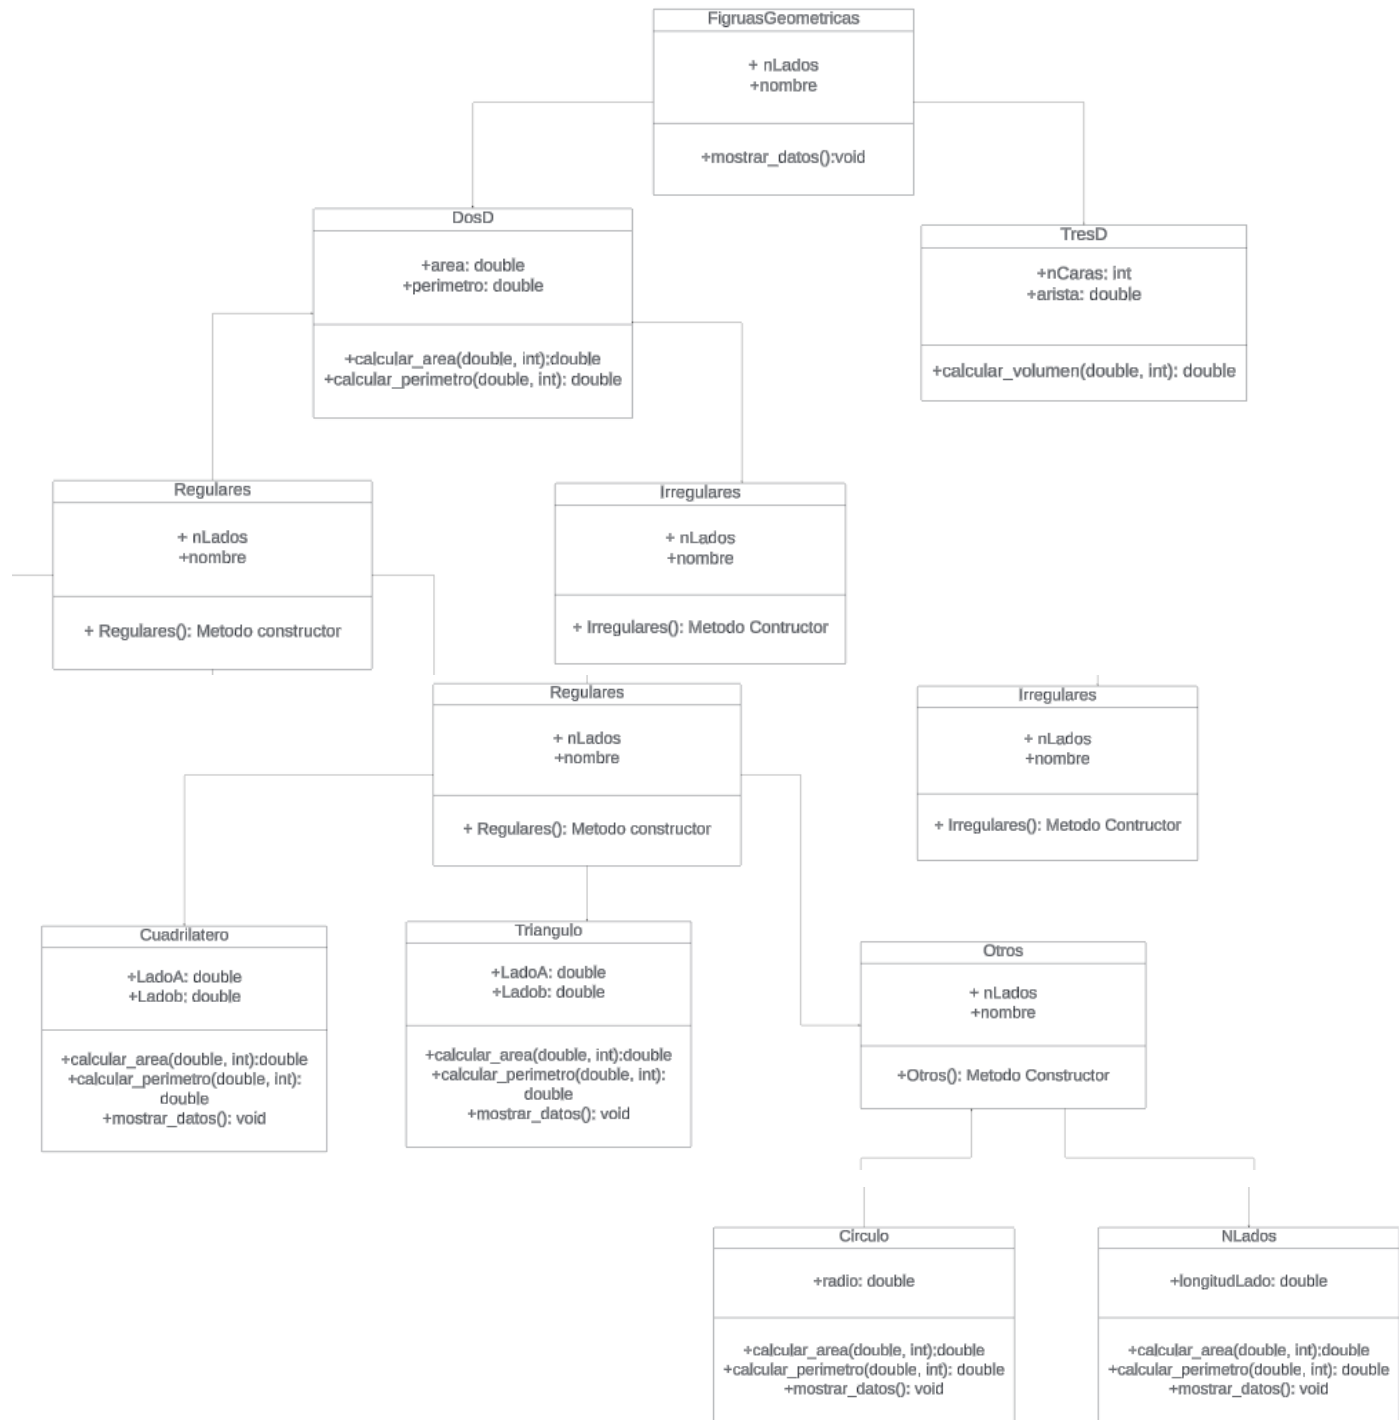 FigruasGeometricas
+ nLados
+nombre
+mostrar_datos():void
DosD
+area: double
+perimetro: double
+calcular_area(double, int):double
+calcular_perimetro(double, int): double
TresD
+nCaras: int
+arista: double
+calcular_volumen(double, int): double
Regulares
+ nLados
+nombre
+ Regulares(): Metodo constructor
Irregulares
+ nLados
+nombre
+ Irregulares(): Metodo Contructor
Regulares
+ nLados
+nombre
+ Regulares(): Metodo constructor
Irregulares
+ nLados
+nombre
+ Irregulares(): Metodo Contructor
Cuadrilatero
+LadoA: double
+Ladob: double
+calcular_area(double, int):double
+calcular_perimetro(double, int):
double
+mostrar_datos(): void
Triangulo
+LadoA: double
+Ladob: double
+calcular_area(double, int):double
+calcular_perimetro(double, int):
double
+mostrar_datos(): void
Otros
+ nLados
+nombre
+Otros(): Metodo Constructor
Circulo
+radio: double
+calcular_area(double, int):double
+calcular_perimetro(double, int): double
+mostrar_datos(): void
NLados
+longitudLado: double
+calcular_area(double, int):double
+calcular_perimetro(double, int): double
+mostrar_datos(): void